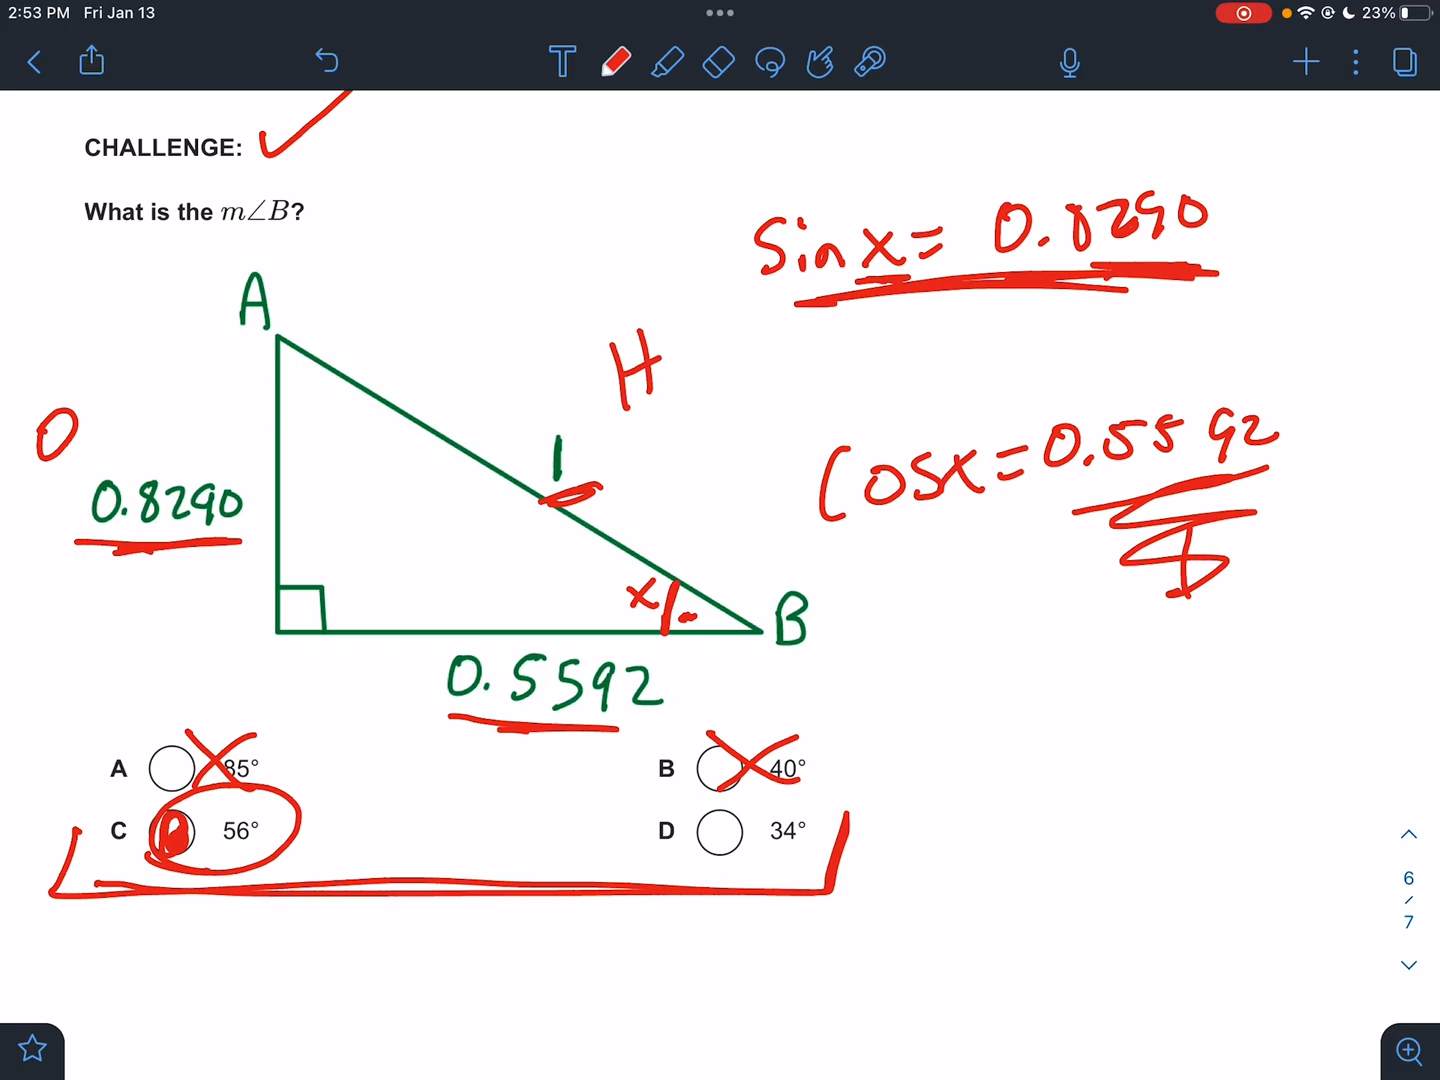 2:53 PM Fri Jan 13
23%
CHALLENGE:
What is the m∠B?
sin x = 0.8290
A
H
O
1
cos x = 0.5592
0.8290
x
B
0.5592
A 85°
B 40°
C 56°
D 34°
6
/
7